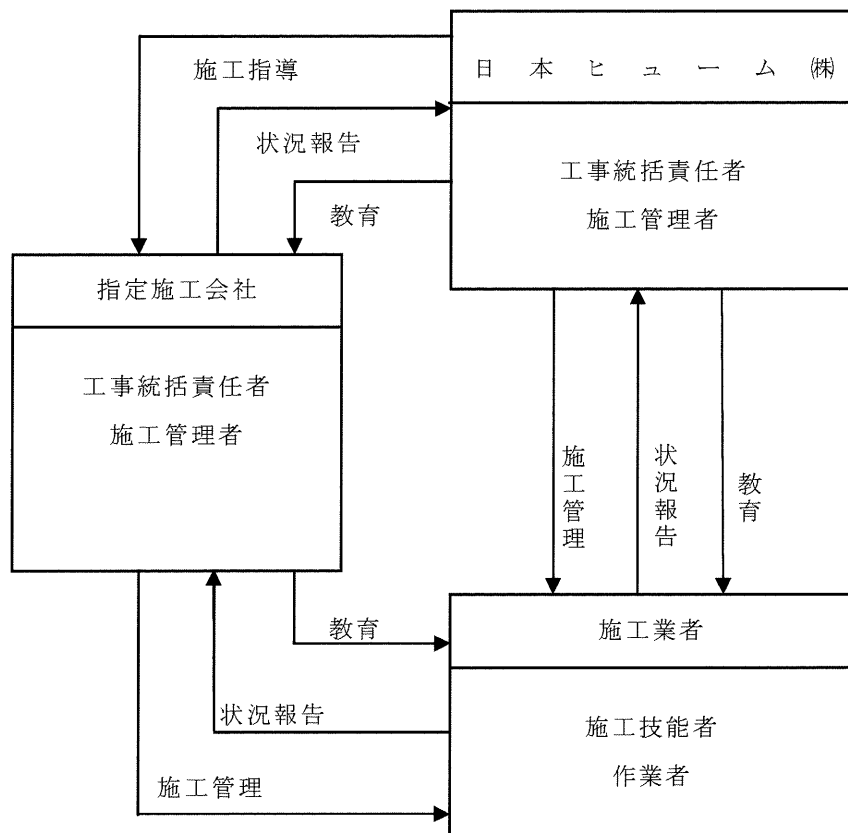 日本ヒューム㈱
施工指導
状況報告
教育
工事統括責任者
施工管理者
指定施工会社
工事統括責任者
施工管理者
施工管理
状況報告
教育
教育
施工業者
状況報告
施工技能者
作業者
施工管理